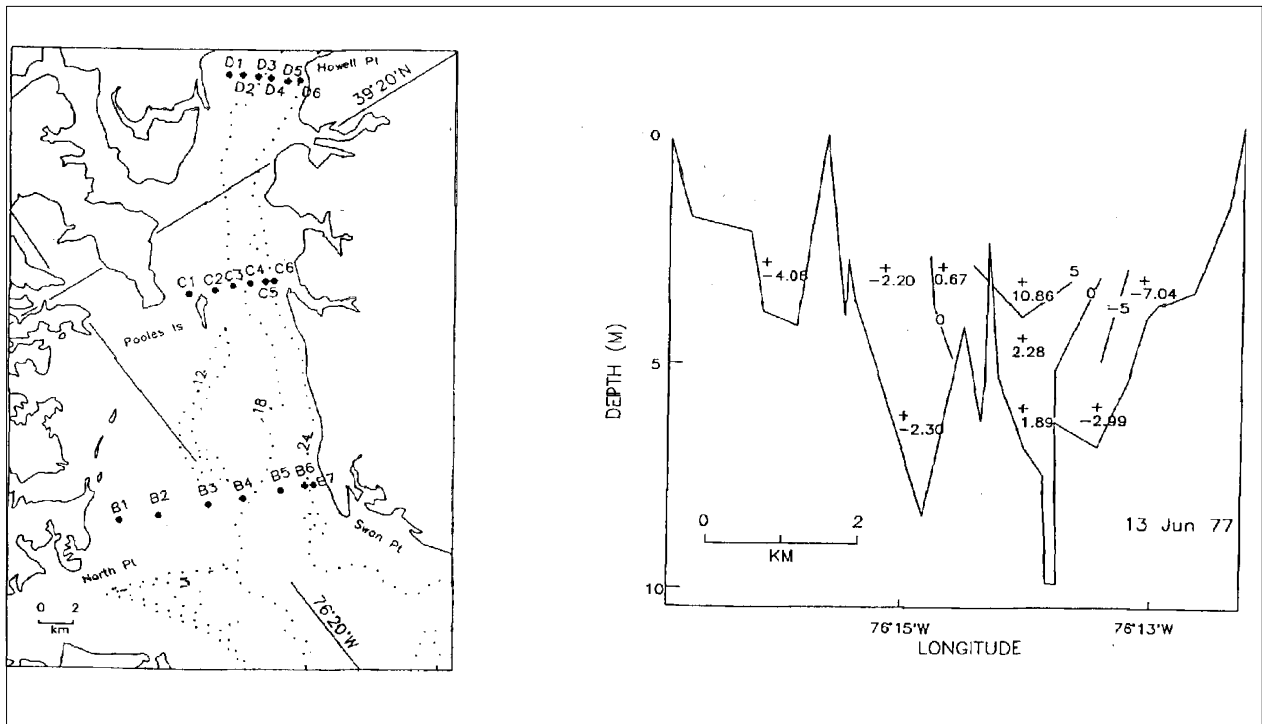 D1 D3 D5
Howell Pt
D2 D4 D6
39°20'N
C1 C2 C3 C4 C6
C5
Pooles Is
12
18
24
B1 B2 B3 B4 B5 B6 B7
Swan Pt
North Pt
76°20'W
0 2
km
0
5
10
DEPTH (M)
+ -4.08
+ -2.20
+ 0.67
+ 10.86
5
0
-5
+ -7.04
0
+ 2.28
+ -2.30
+ 1.89
+ -2.99
0 2
KM
13 Jun 77
76°15'W 76°13'W
LONGITUDE